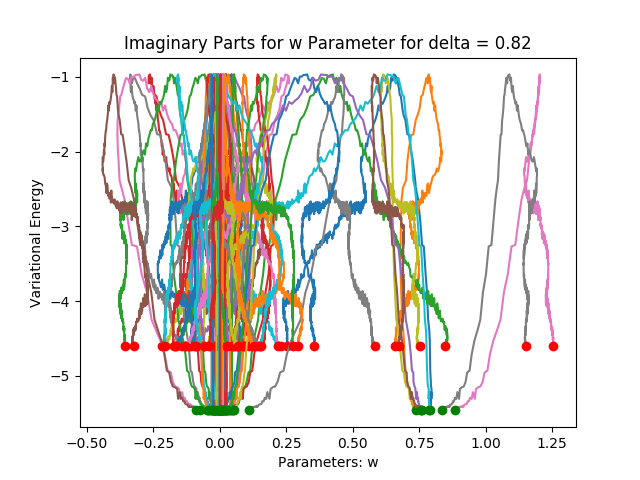 Imaginary Parts for w Parameter for delta = 0.82
−1
−2
−3
−4
−5
Variational Energy
−0.50 −0.25 0.00 0.25 0.50 0.75 1.00 1.25
Parameters: w